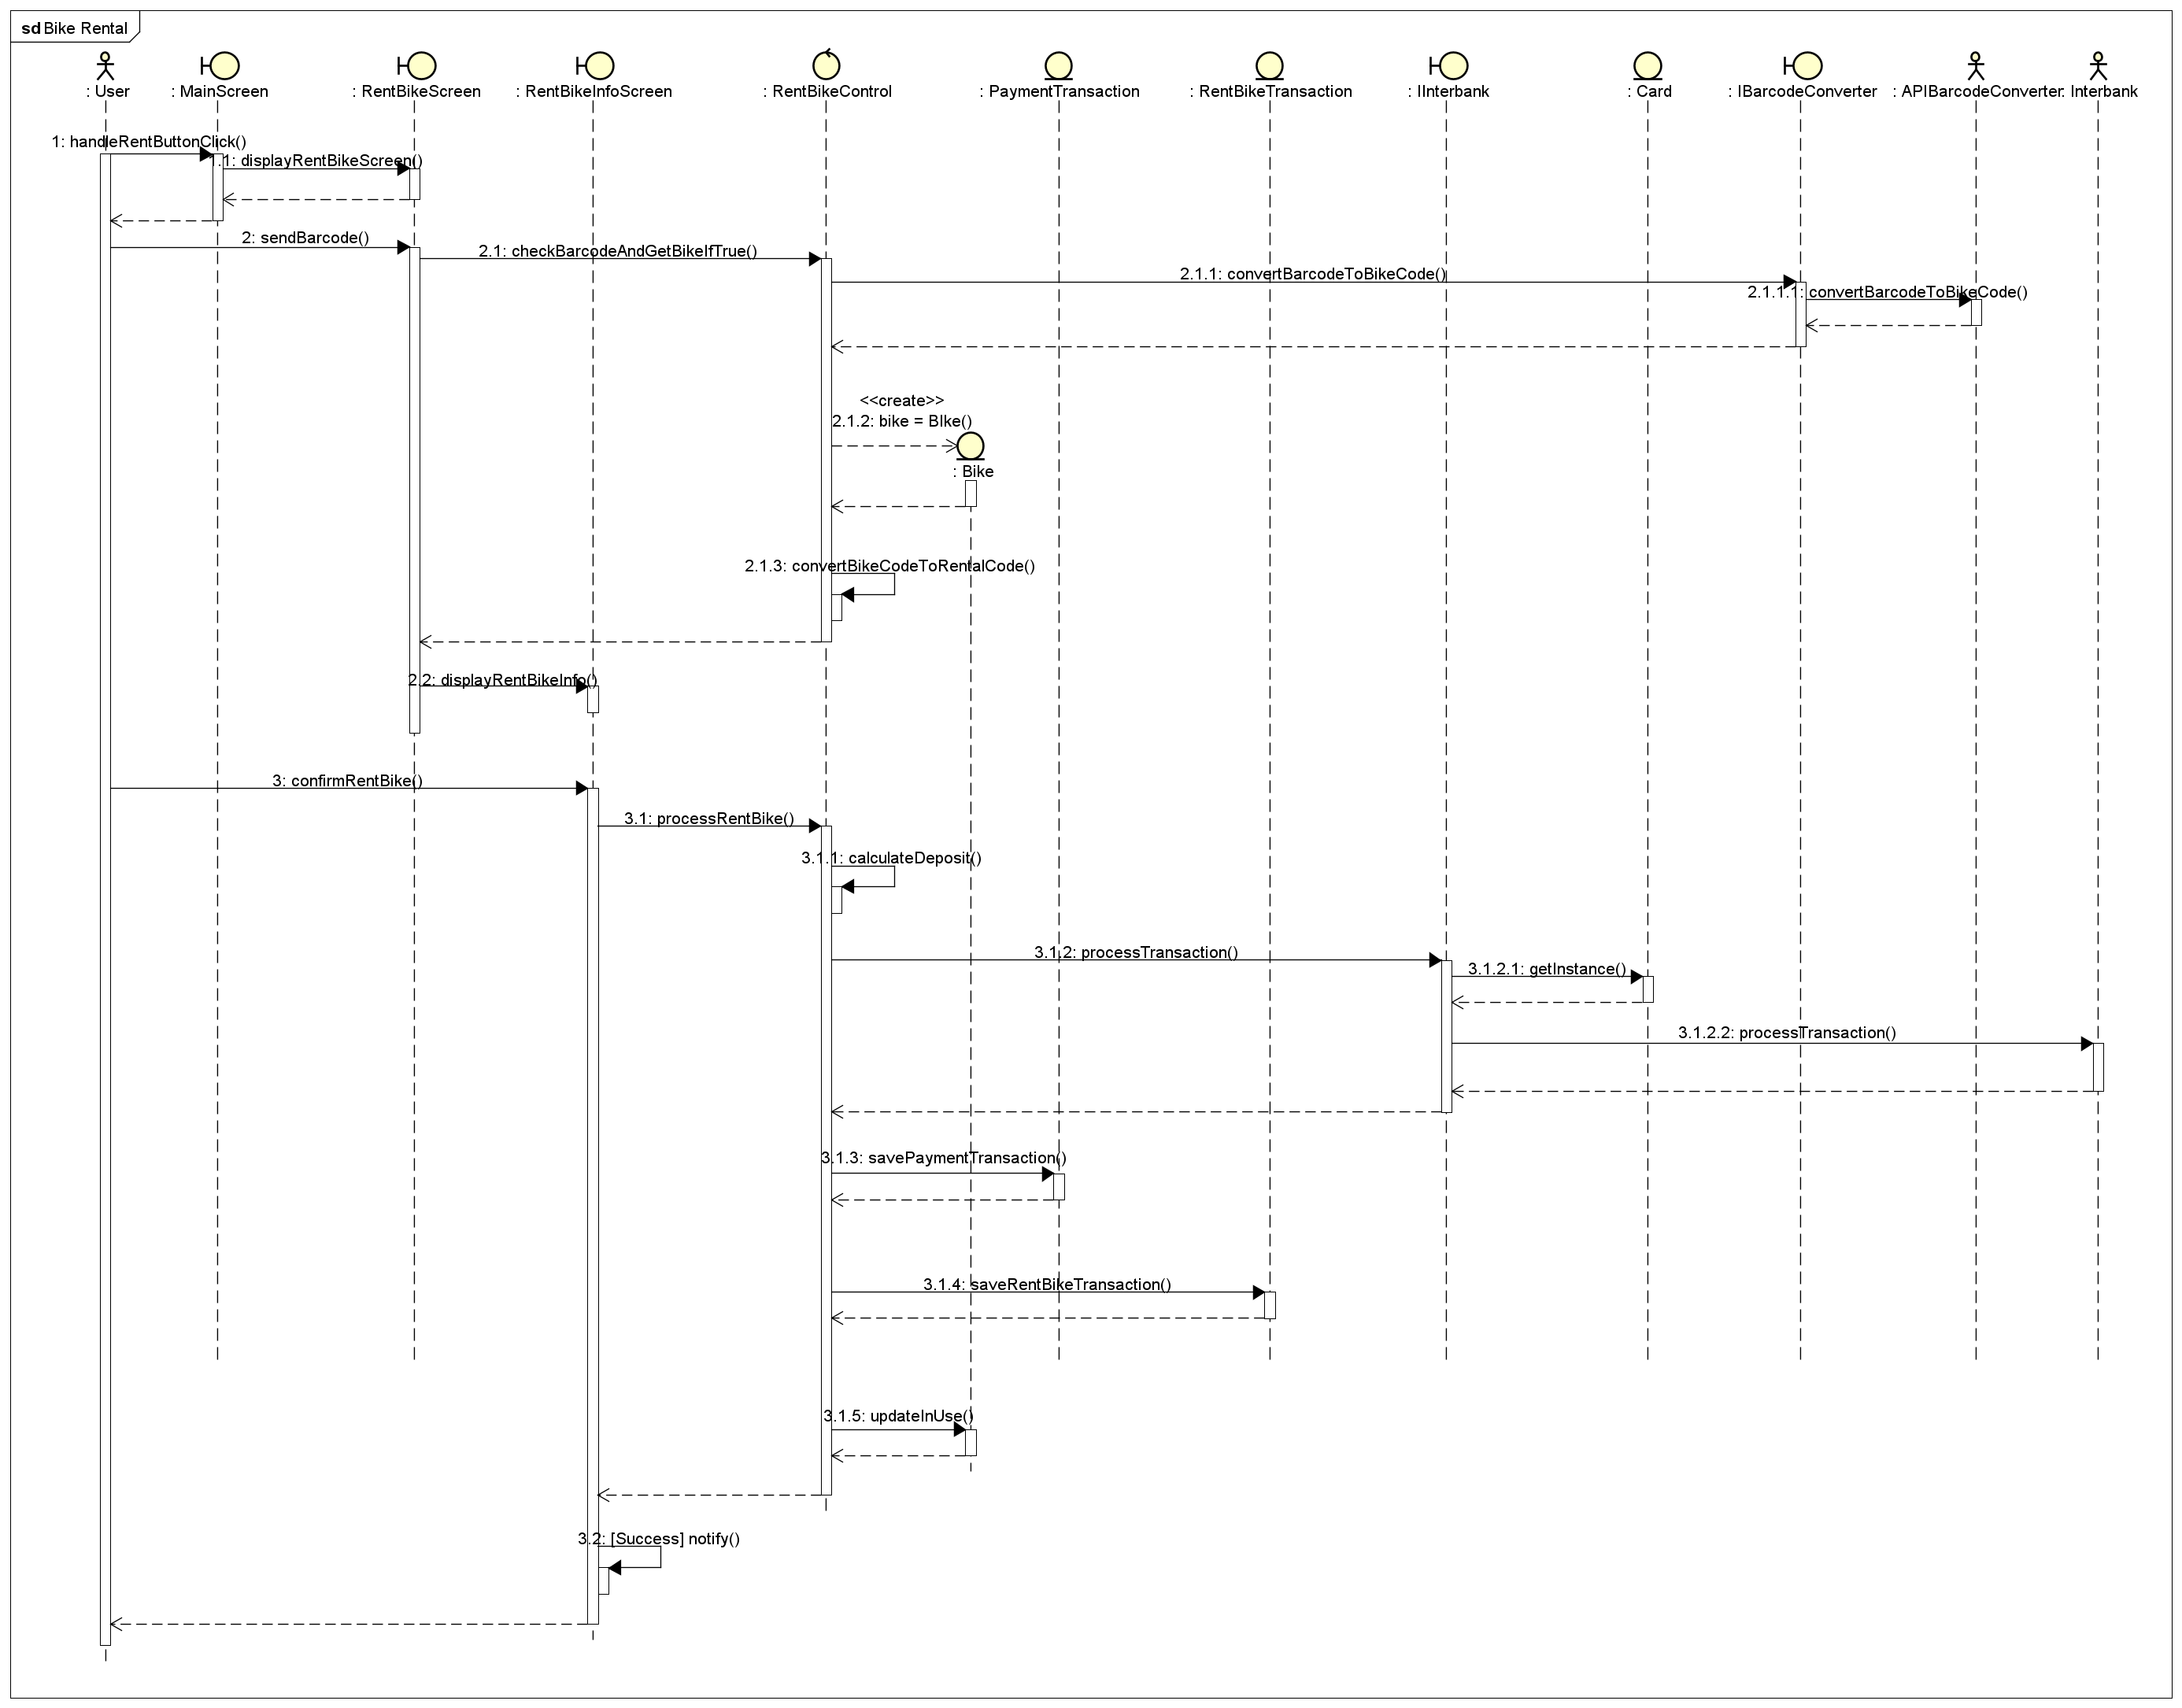 sd Bike Rental
: User
: MainScreen
: RentBikeScreen
: RentBikeInfoScreen
: RentBikeControl
: PaymentTransaction
: RentBikeTransaction
: IInterbank
: Card
: IBarcodeConverter
: APIBarcodeConverter
: Interbank
1: handleRentButtonClick()
1.1: displayRentBikeScreen()
2: sendBarcode()
2.1: checkBarcodeAndGetBikeIfTrue()
2.1.1: convertBarcodeToBikeCode()
2.1.1.1: convertBarcodeToBikeCode()
<<create>>
2.1.2: bike = BIke()
: Bike
2.1.3: convertBikeCodeToRentalCode()
2.2: displayRentBikeInfo()
3: confirmRentBike()
3.1: processRentBike()
3.1.1: calculateDeposit()
3.1.2: processTransaction()
3.1.2.1: getInstance()
3.1.2.2: processTransaction()
3.1.3: savePaymentTransaction()
3.1.4: saveRentBikeTransaction()
3.1.5: updateInUse()
3.2: [Success] notify()